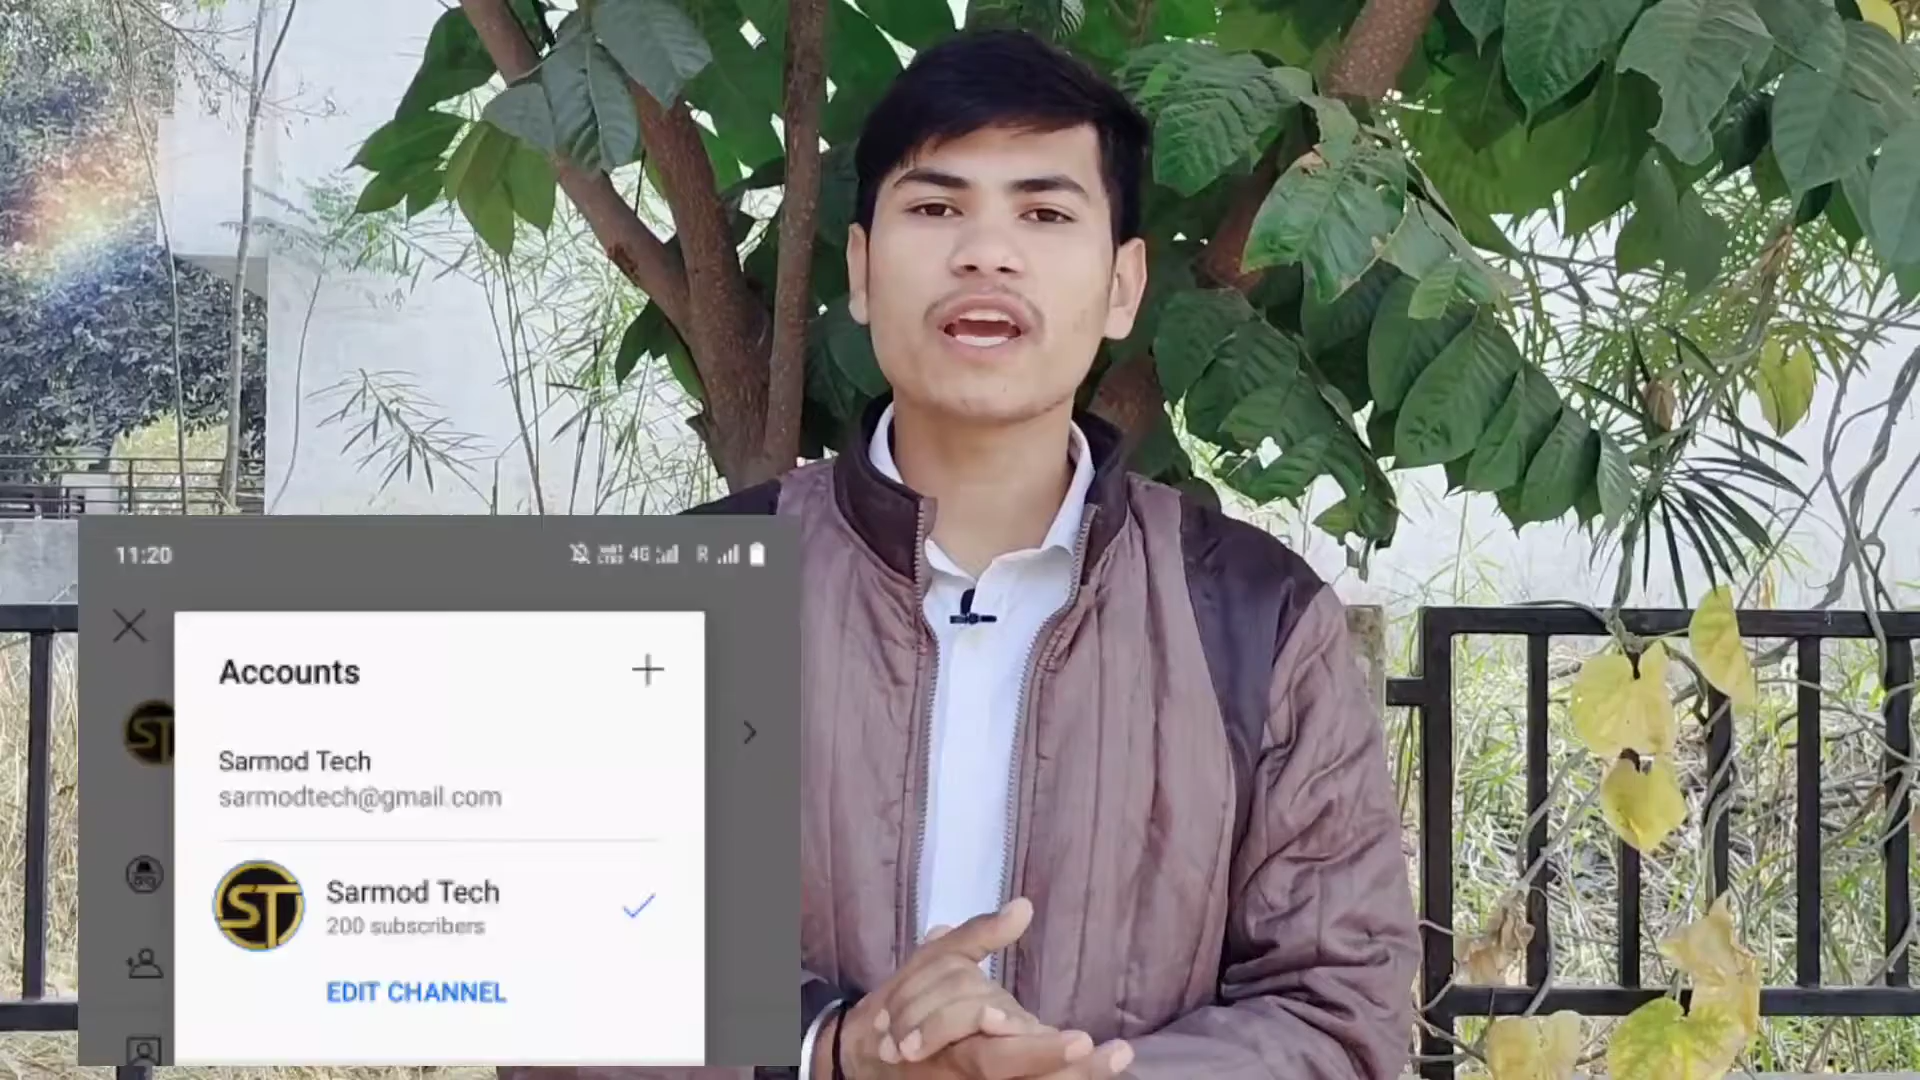 11:20
4G R
Accounts
Sarmod Tech
sarmodtech@gmail.com
ST
Sarmod Tech
200 subscribers
EDIT CHANNEL